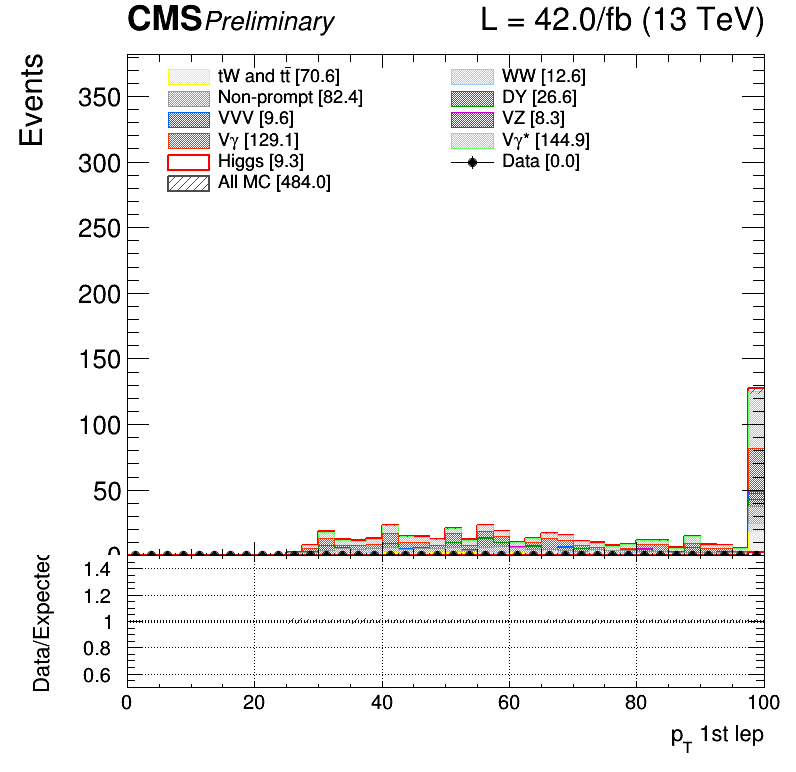 CMS Preliminary L = 42.0/fb (13 TeV)
Events
tW and tt̄ [70.6]
Non-prompt [82.4]
VVV [9.6]
Vγ [129.1]
Higgs [9.3]
All MC [484.0]
WW [12.6]
DY [26.6]
VZ [8.3]
Vγ* [144.9]
Data [0.0]
350
300
250
200
150
100
50
0
Data/Expected
1.4
1.2
1
0.8
0.6
0 20 40 60 80 100
p_T 1st lep